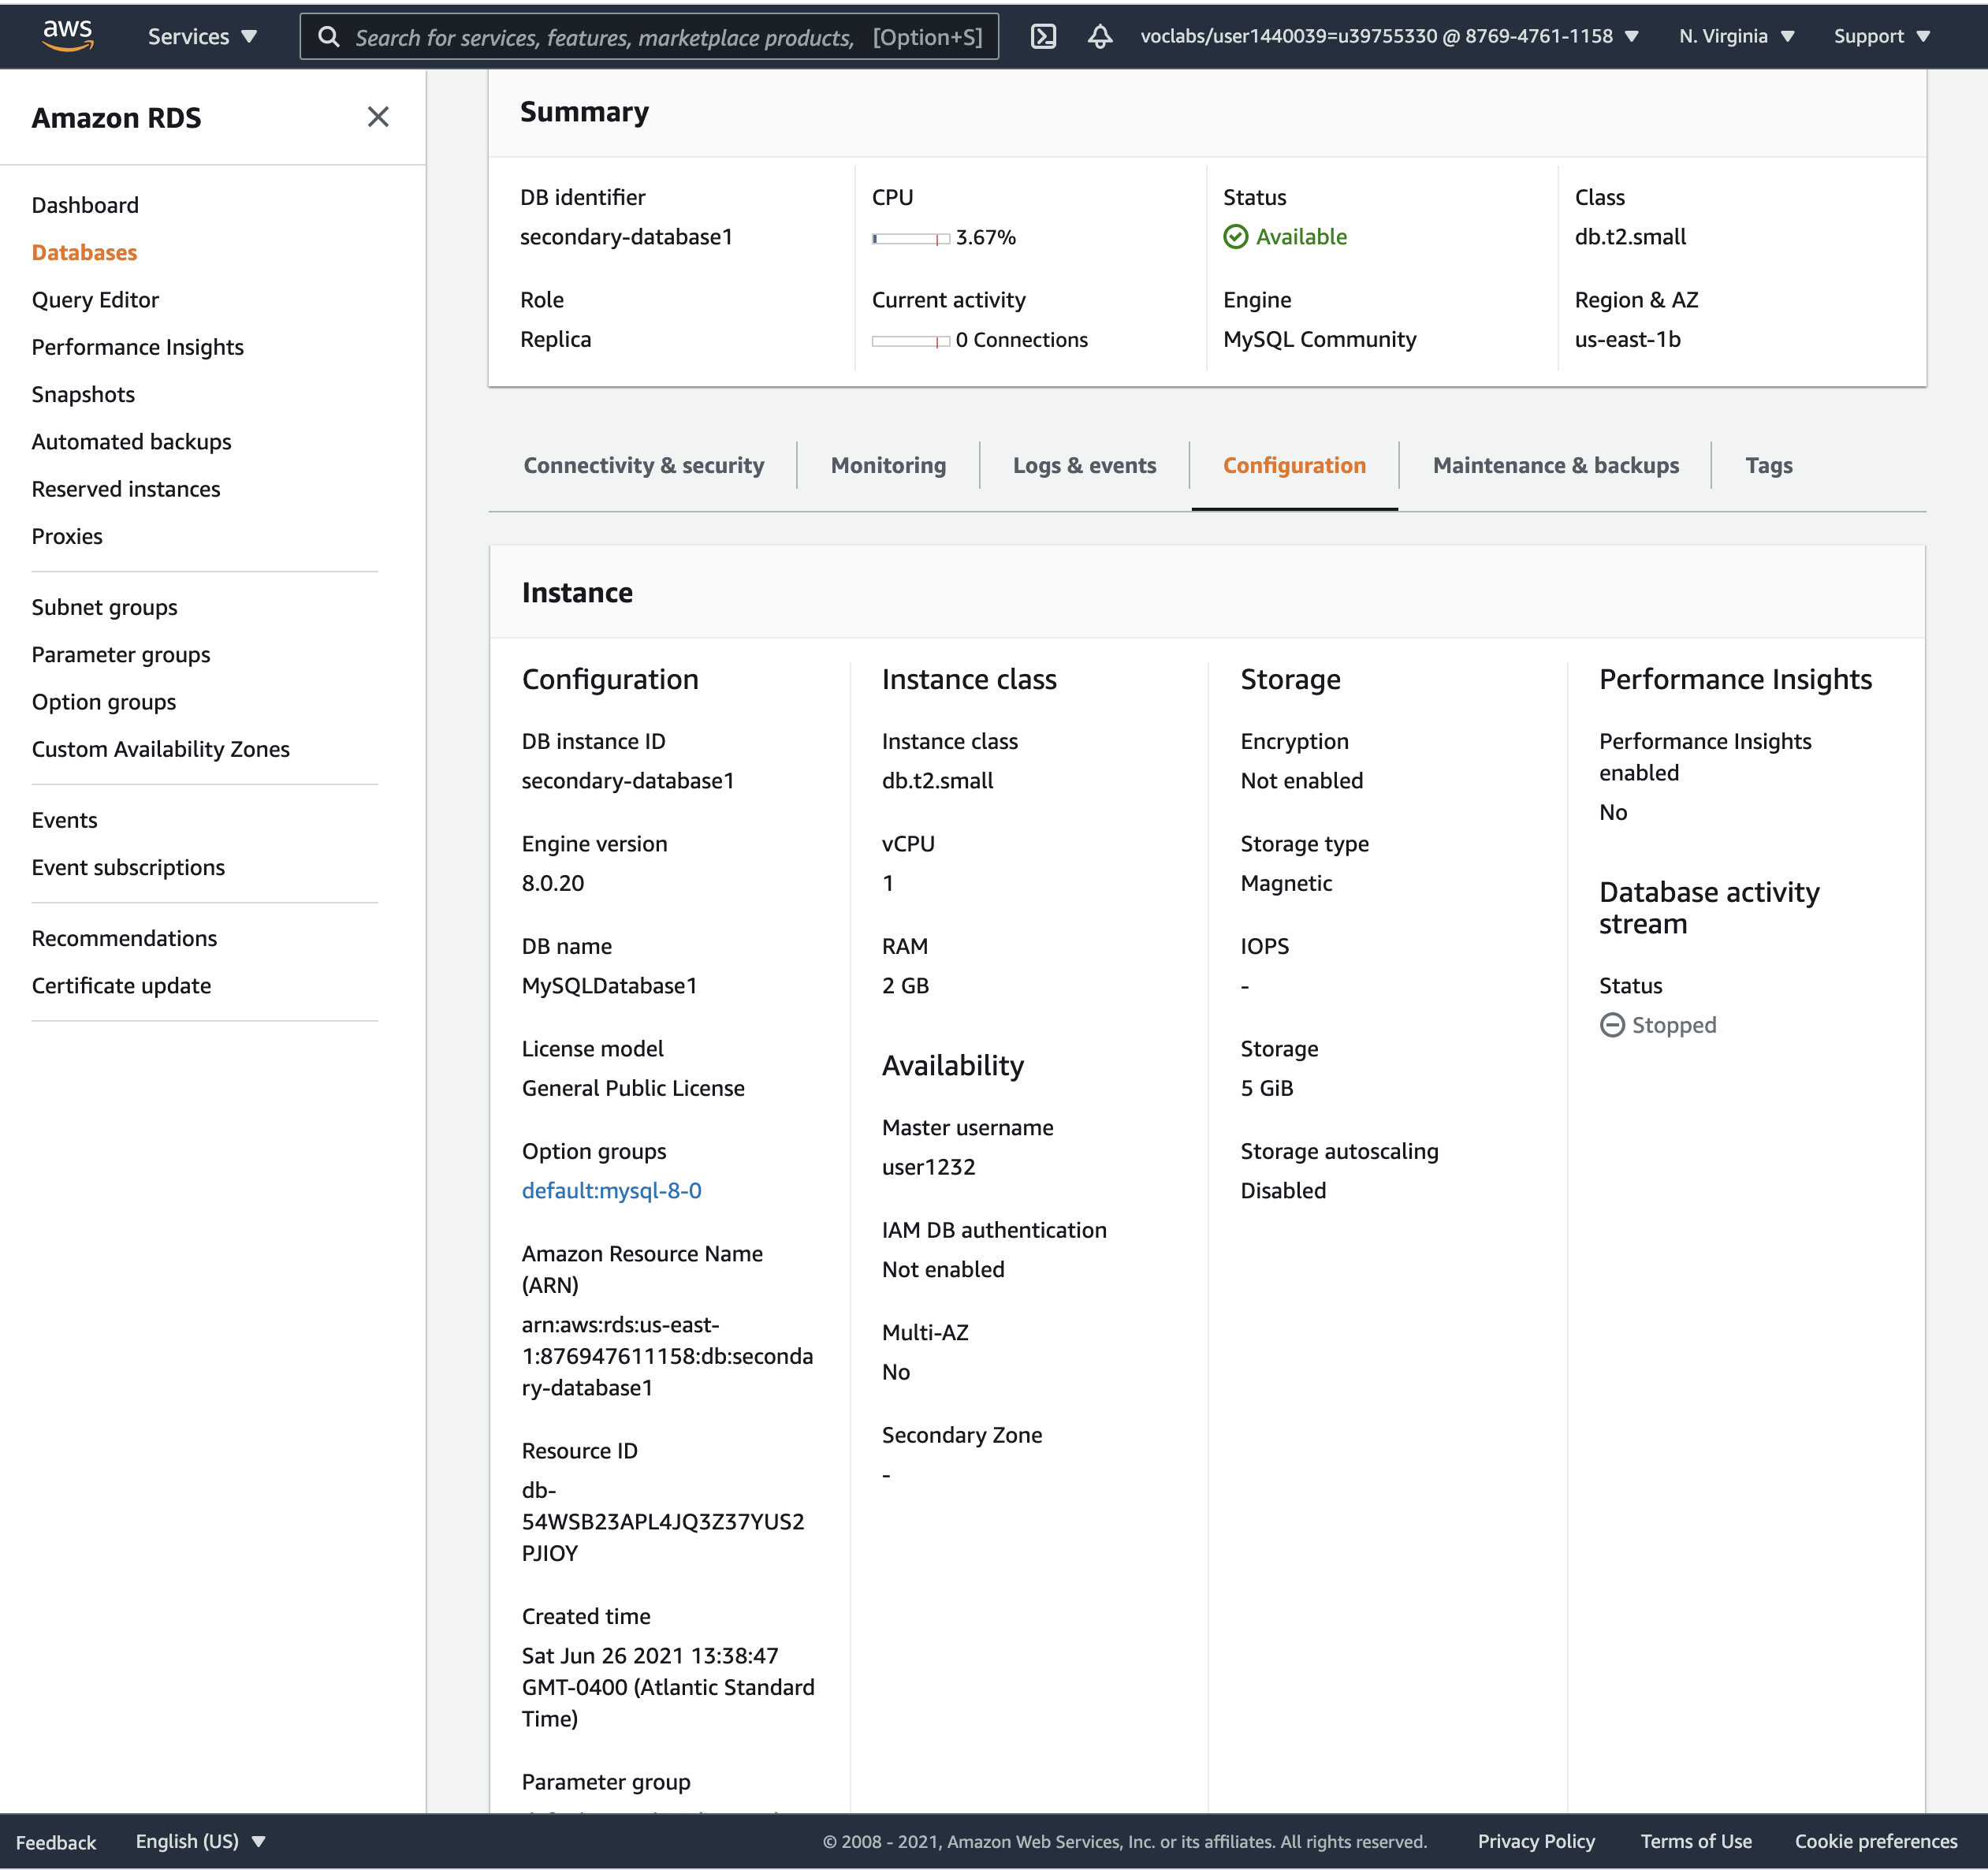 aws
Services
Search for services, features, marketplace products, [Option+S]
voclabs/user1440039=u39755330 @ 8769-4761-1158
N. Virginia
Support
Amazon RDS
Dashboard
Databases
Query Editor
Performance Insights
Snapshots
Automated backups
Reserved instances
Proxies
Subnet groups
Parameter groups
Option groups
Custom Availability Zones
Events
Event subscriptions
Recommendations
Certificate update
Summary
DB identifier
secondary-database1
CPU
3.67%
Status
Available
Class
db.t2.small
Role
Replica
Current activity
0 Connections
Engine
MySQL Community
Region & AZ
us-east-1b
Connectivity & security
Monitoring
Logs & events
Configuration
Maintenance & backups
Tags
Instance
Configuration
DB instance ID
secondary-database1
Engine version
8.0.20
DB name
MySQLDatabase1
License model
General Public License
Option groups
default:mysql-8-0
Amazon Resource Name
(ARN)
arn:aws:rds:us-east-
1:876947611158:db:seconda
ry-database1
Resource ID
db-
54WSB23APL4JQ3Z37YUS2
PJIOY
Created time
Sat Jun 26 2021 13:38:47
GMT-0400 (Atlantic Standard
Time)
Parameter group
Instance class
Instance class
db.t2.small
vCPU
1
RAM
2 GB
Availability
Master username
user1232
IAM DB authentication
Not enabled
Multi-AZ
No
Secondary Zone
-
Storage
Encryption
Not enabled
Storage type
Magnetic
IOPS
-
Storage
5 GiB
Storage autoscaling
Disabled
Performance Insights
Performance Insights
enabled
No
Database activity
stream
Status
Stopped
Feedback
English (US)
© 2008 - 2021, Amazon Web Services, Inc. or its affiliates. All rights reserved.
Privacy Policy
Terms of Use
Cookie preferences